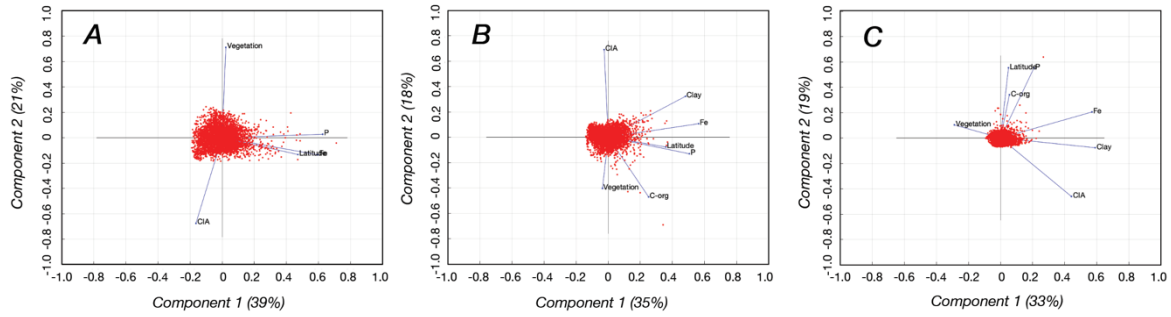 A
Component 2 (21%)
1.0
0.8
0.6
0.4
0.2
0
-0.2
-0.4
-0.6
-0.8
-1.0
Vegetation
P
Latitude Fe
CIA
-1.0 -0.8 -0.6 -0.4 -0.2 0 0.2 0.4 0.6 0.8 1.0
Component 1 (39%)
B
Component 2 (18%)
1.0
0.8
0.6
0.4
0.2
0
-0.2
-0.4
-0.6
-0.8
-1.0
CIA
Clay
Fe
Latitude
P
Vegetation
C-org
-1.0 -0.8 -0.6 -0.4 -0.2 0 0.2 0.4 0.6 0.8 1.0
Component 1 (35%)
C
Component 2 (19%)
1.0
0.8
0.6
0.4
0.2
0
-0.2
-0.4
-0.6
-0.8
-1.0
Latitude P
C-org
Fe
Vegetation
Clay
CIA
-1.0 -0.8 -0.6 -0.4 -0.2 0 0.2 0.4 0.6 0.8 1.0
Component 1 (33%)